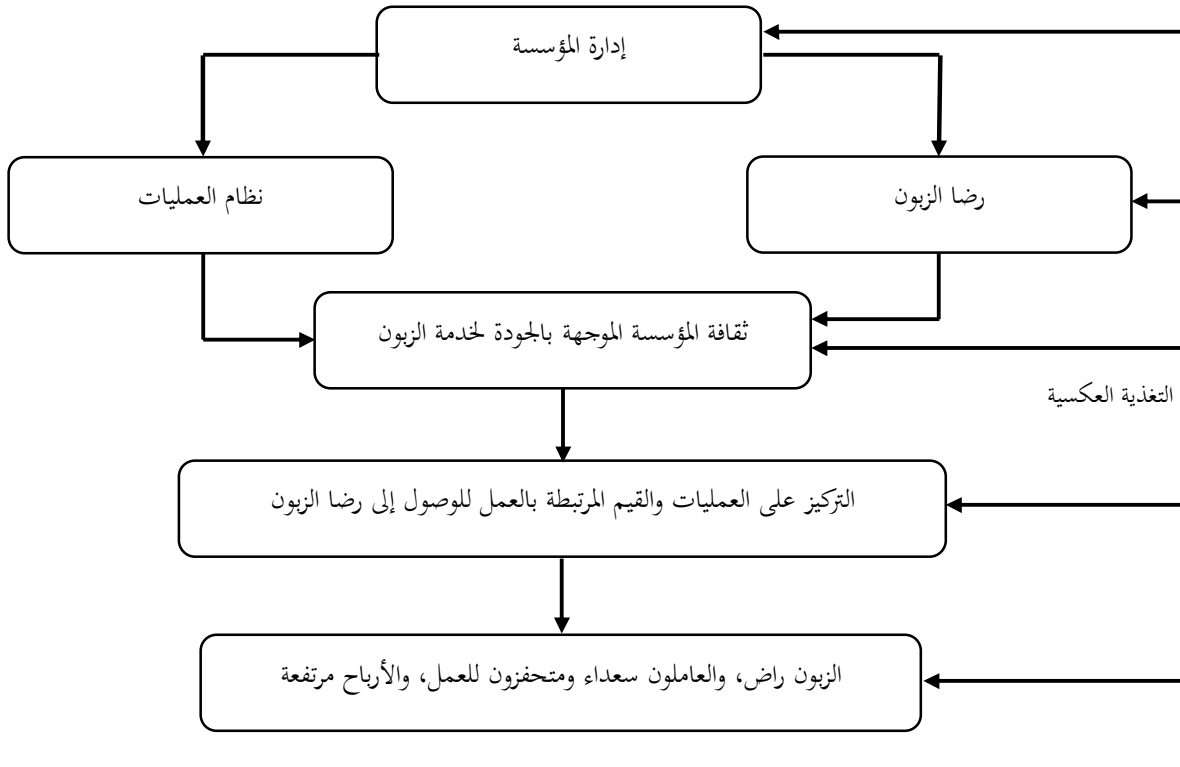 إدارة المؤسسة
رضا الزبون
نظام العمليات
ثقافة المؤسسة الموجهة بالجودة لخدمة الزبون
التغذية العكسية
التركيز على العمليات والقيم المرتبطة بالعمل للوصول إلى رضا الزبون
الزبون راض، والعاملون سعداء ومتحفزون للعمل، والأرباح مرتفعة